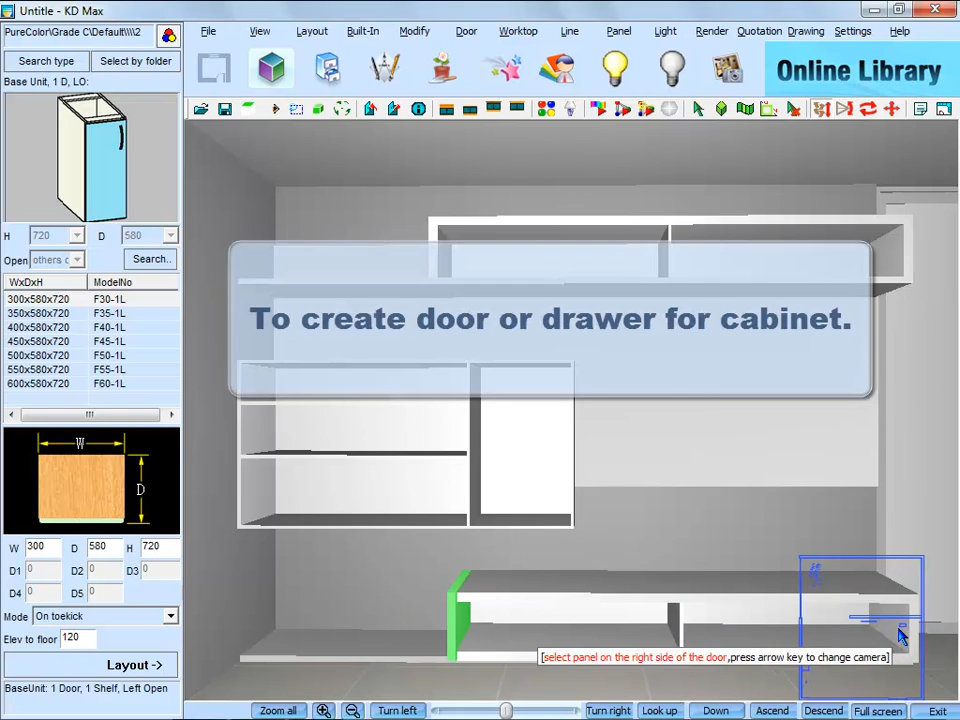 Untitle - KD Max
PureColor\Grade C\Default\\\\2
File View Layout Built-In Modify Door Worktop Line Panel Light Render Quotation Drawing Settings Help
Search type Search by folder
Online Library
Base Unit, 1 D, LO:
H 720 D 580
Open others c Search..
WxDxH ModelNo
300x580x720 F30-1L
350x580x720 F35-1L
400x580x720 F40-1L
450x580x720 F45-1L
500x580x720 F50-1L
550x580x720 F55-1L
600x580x720 F60-1L
To create door or drawer for cabinet.
W
D
W 300 D 580 H 720
D1 0 D2 0 D3 0
D4 0 D5 0
Mode On toekick
Elev to floor 120
Layout ->
[select panel on the right side of the door,press arrow key to change camera]
BaseUnit: 1 Door, 1 Shelf, Left Open
Zoom all Turn left Turn right Look up Down Ascend Descend Full screen Exit